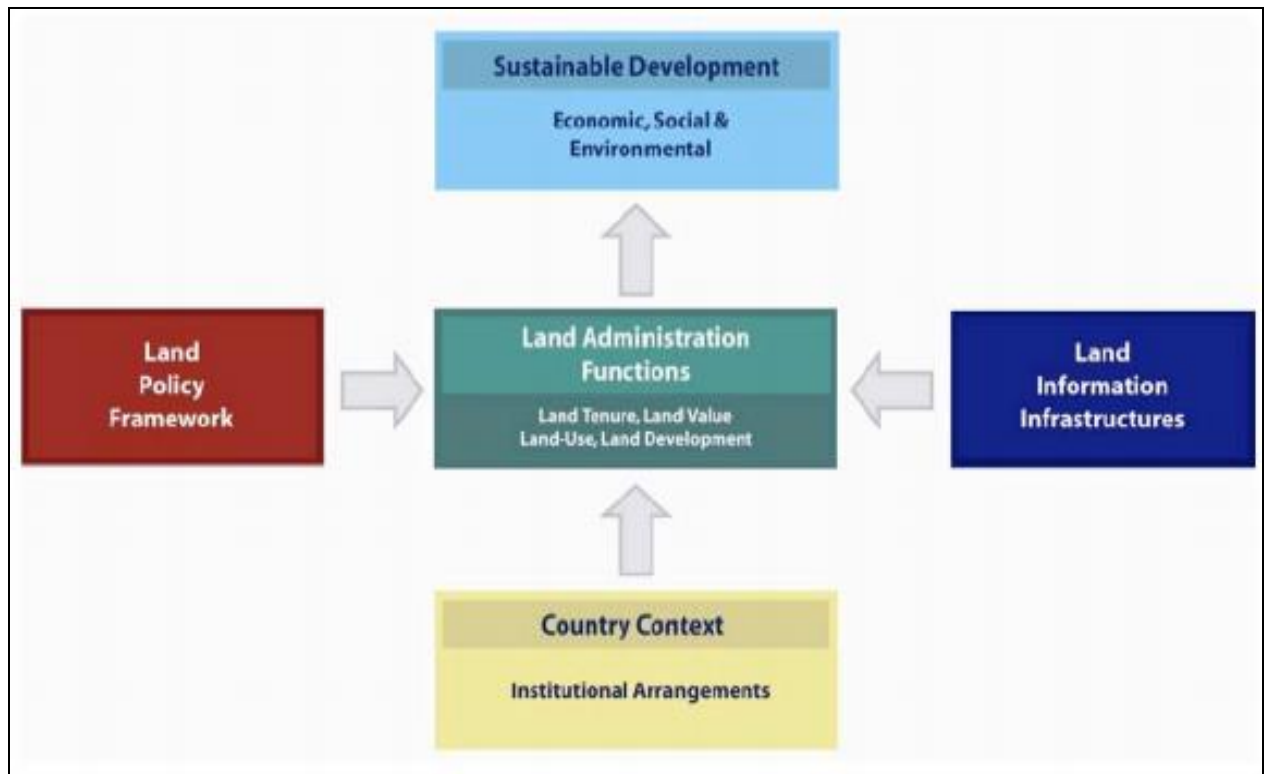 Sustainable Development
Economic, Social &
Environmental
Land
Policy
Framework
Land Administration
Functions
Land Tenure, Land Value
Land-Use, Land Development
Land
Information
Infrastructures
Country Context
Institutional Arrangements